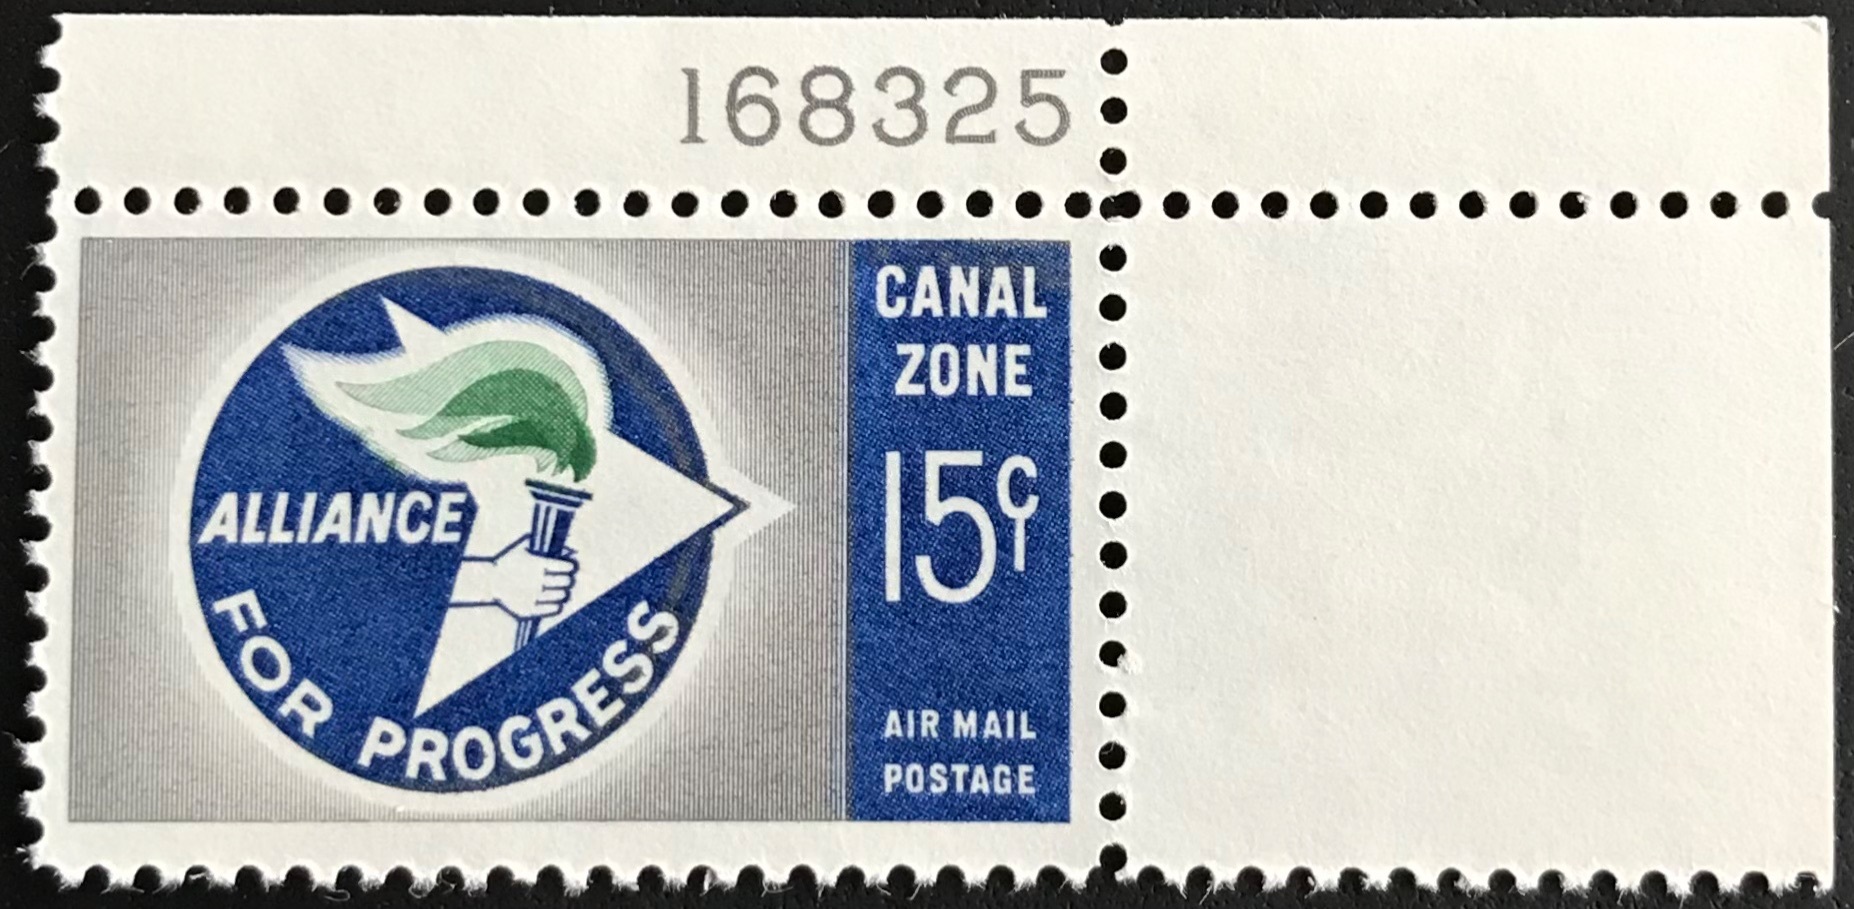 168325
CANAL
ZONE
15¢
AIR MAIL
POSTAGE
ALLIANCE
FOR PROGRESS